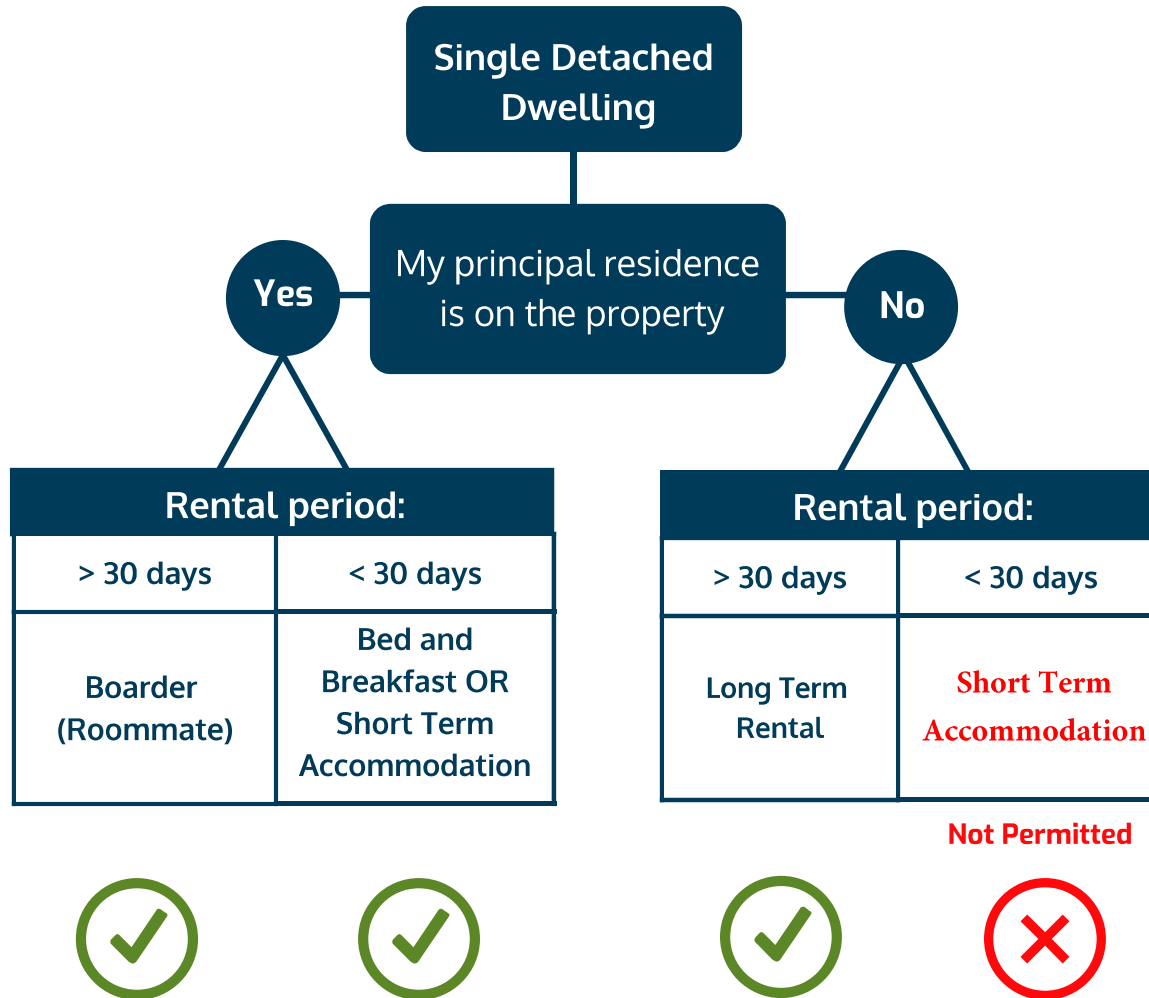 Single Detached
Dwelling
My principal residence
is on the property
Yes
No
Rental period:
> 30 days
< 30 days
Boarder
(Roommate)
Bed and
Breakfast OR
Short Term
Accommodation
Rental period:
> 30 days
< 30 days
Long Term
Rental
Short Term
Accommodation
Not Permitted